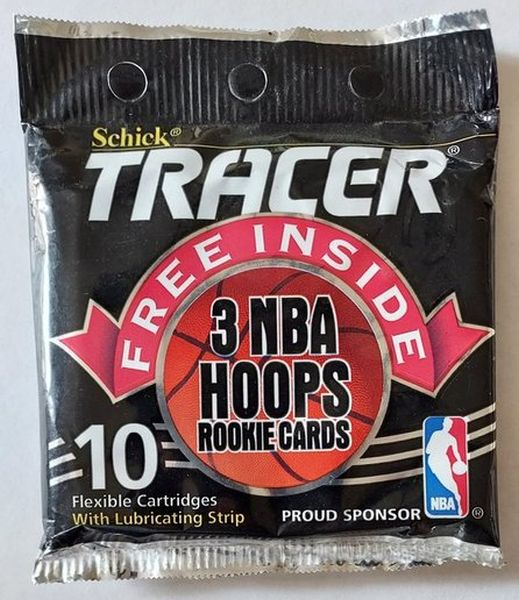 Schick®
TRACER®
FREE INSIDE
3 NBA
HOOPS
ROOKIE CARDS
10
Flexible Cartridges
With Lubricating Strip
PROUD SPONSOR
NBA
®